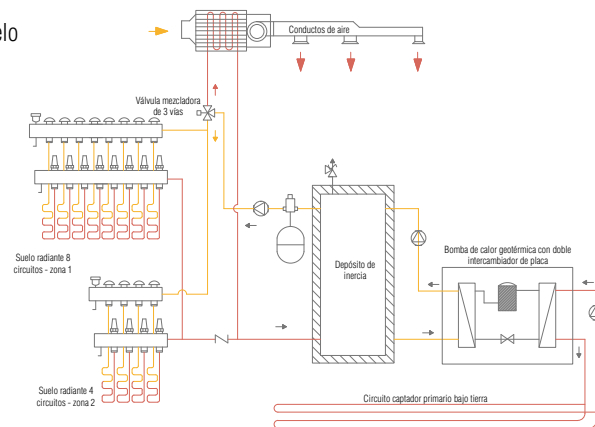 elo
Conductos de aire
Válvula mezcladora
de 3 vías
Suelo radiante 8
circuitos - zona 1
Depósito de
inercia
Bomba de calor geotérmica con doble
intercambiador de placa
Suelo radiante 4
circuitos - zona 2
Circuito captador primario bajo tierra